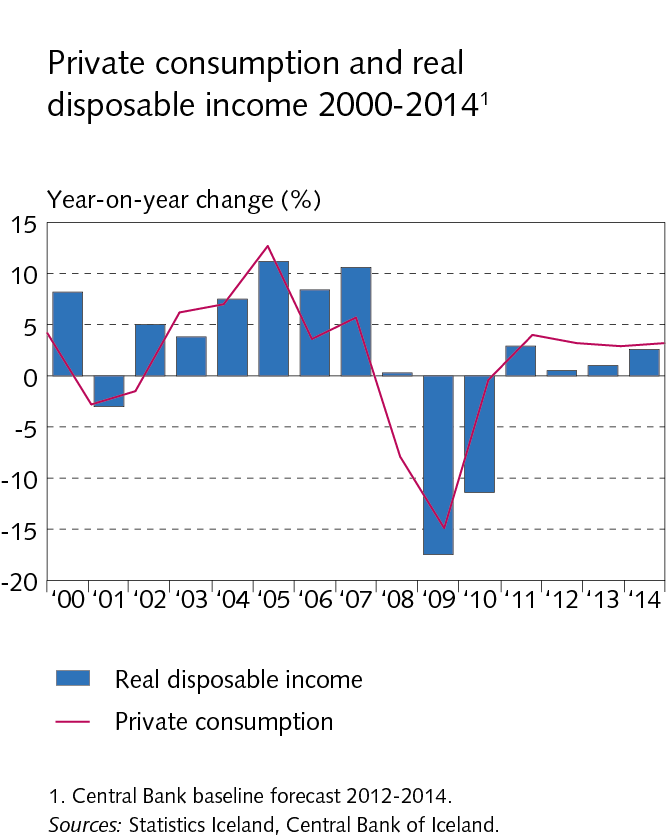 Private consumption and real
disposable income 2000-2014¹
Year-on-year change (%)
15
10
5
0
-5
-10
-15
-20
‘00 ‘01 ‘02 ‘03 ‘04 ‘05 ‘06 ‘07 ‘08 ‘09 ‘10 ‘11 ‘12 ‘13 ‘14
Real disposable income
Private consumption
1. Central Bank baseline forecast 2012-2014.
Sources: Statistics Iceland, Central Bank of Iceland.